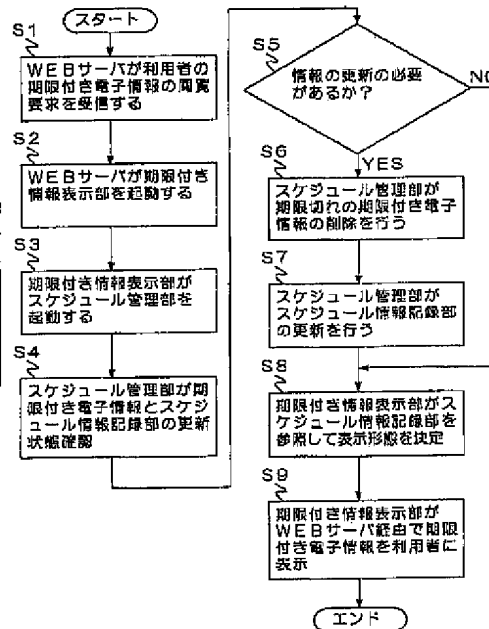 スタート
S1
WEBサーバが利用者の
期限付き電子情報の閲覧
要求を受信する
S2
WEBサーバが期限付き
情報表示部を起動する
S3
期限付き情報表示部が
スケジュール管理部を
起動する
S4
スケジュール管理部が期
限付き電子情報とスケジ
ュール情報記録部の更新
状態確認
S5
情報の更新の必要
があるか?
NO
YES
S6
スケジュール管理部が
期限切れの期限付き電子
情報の削除を行う
S7
スケジュール管理部が
スケジュール情報記録部
の更新を行う
S8
期限付き情報表示部がス
ケジュール情報記録部を
参照して表示形態を決定
S9
期限付き情報表示部が
WEBサーバ経由で期限
付き電子情報を利用者に
表示
エンド